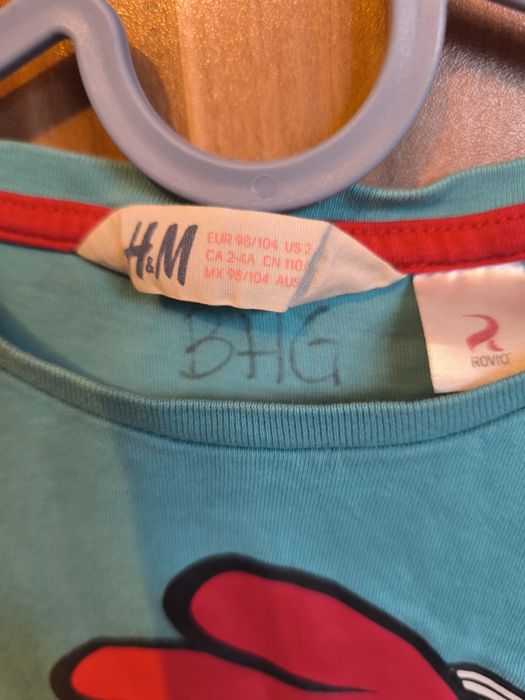 H&M
EUR 98/104 US 2
CA 2-4A CN 110
MX 98/104 AUS
ROVIO
BHG